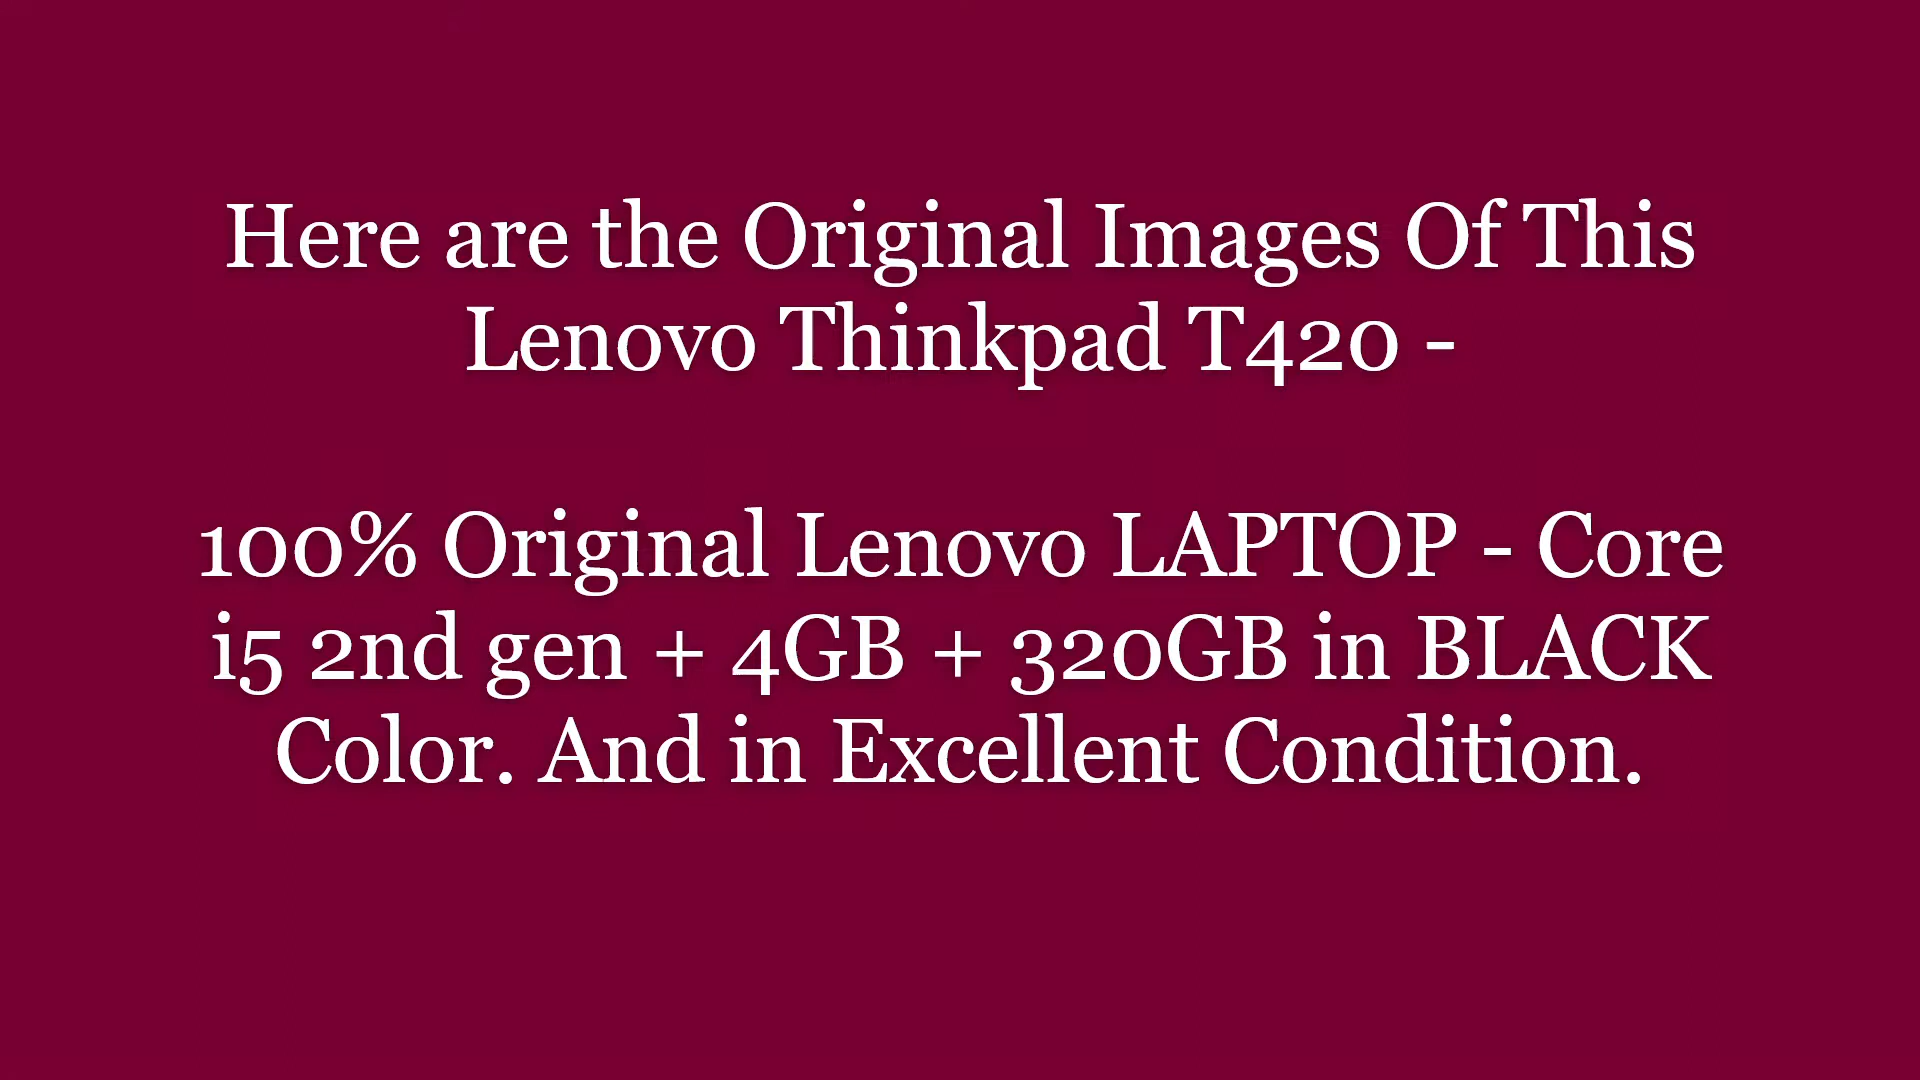 Here are the Original Images Of This
Lenovo Thinkpad T420 -
100% Original Lenovo LAPTOP - Core
i5 2nd gen + 4GB + 320GB in BLACK
Color. And in Excellent Condition.